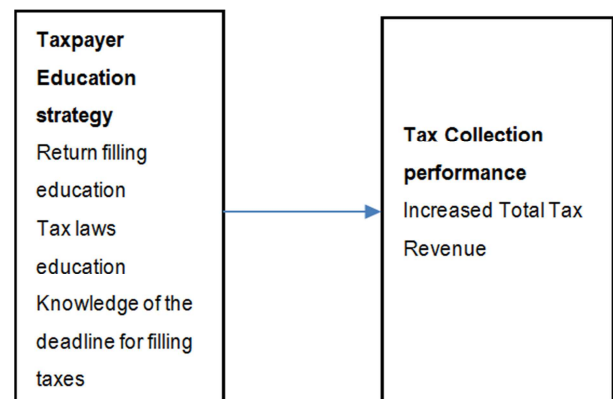 Taxpayer
Education
strategy
Return filling
education
Tax laws
education
Knowledge of the
deadline for filling
taxes
Tax Collection
performance
Increased Total Tax
Revenue